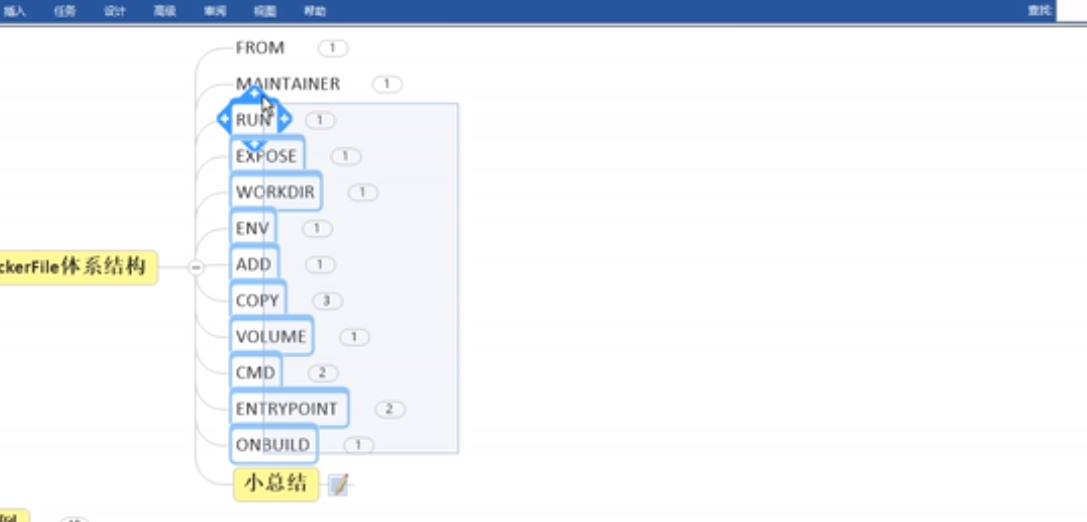 插入 任务 设计 高级 审阅 视图 帮助 查找:
FROM 1
MAINTAINER 1
RUN 1
EXPOSE 1
WORKDIR 1
ENV 1
ADD 1
ckerFile体系结构
COPY 3
VOLUME 1
CMD 2
ENTRYPOINT 2
ONBUILD 1
小总结